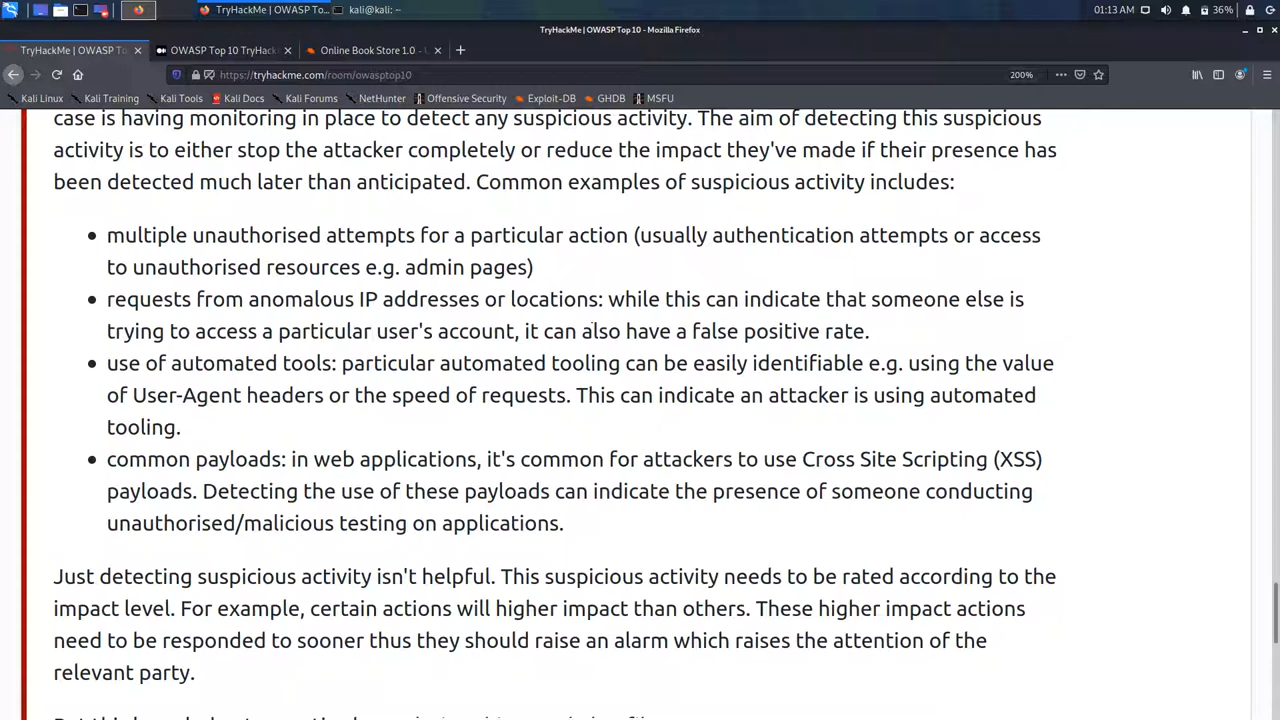 TryHackMe | OWASP To...
kali@kali: ~
01:13 AM
36%
TryHackMe | OWASP Top 10 - Mozilla Firefox
TryHackMe | OWASP To
OWASP Top 10 TryHack
Online Book Store 1.0 -
https://tryhackme.com/room/owasptop10
200%
Kali Linux
Kali Training
Kali Tools
Kali Docs
Kali Forums
NetHunter
Offensive Security
Exploit-DB
GHDB
MSFU
case is having monitoring in place to detect any suspicious activity. The aim of detecting this suspicious
activity is to either stop the attacker completely or reduce the impact they've made if their presence has
been detected much later than anticipated. Common examples of suspicious activity includes:
• multiple unauthorised attempts for a particular action (usually authentication attempts or access
to unauthorised resources e.g. admin pages)
• requests from anomalous IP addresses or locations: while this can indicate that someone else is
trying to access a particular user's account, it can also have a false positive rate.
• use of automated tools: particular automated tooling can be easily identifiable e.g. using the value
of User-Agent headers or the speed of requests. This can indicate an attacker is using automated
tooling.
• common payloads: in web applications, it's common for attackers to use Cross Site Scripting (XSS)
payloads. Detecting the use of these payloads can indicate the presence of someone conducting
unauthorised/malicious testing on applications.
Just detecting suspicious activity isn't helpful. This suspicious activity needs to be rated according to the
impact level. For example, certain actions will higher impact than others. These higher impact actions
need to be responded to sooner thus they should raise an alarm which raises the attention of the
relevant party.